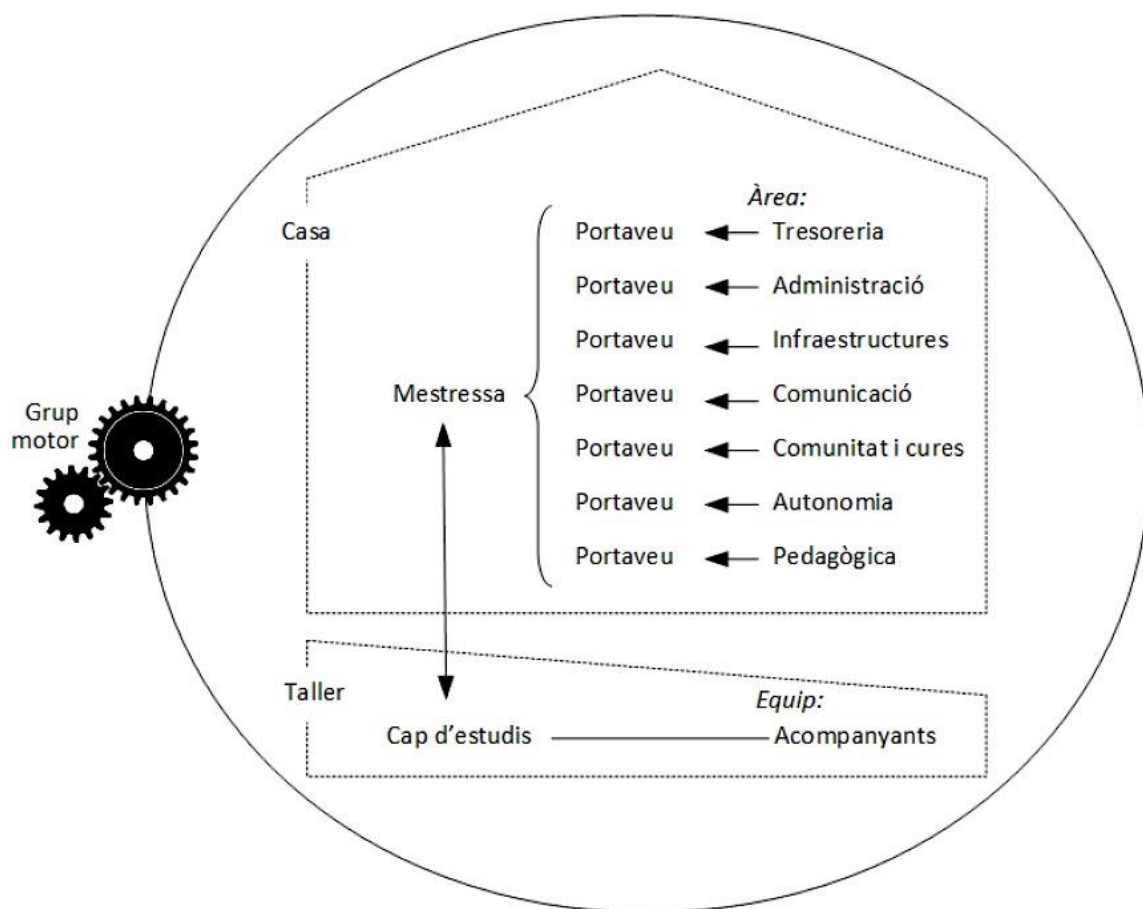 Àrea:
Casa
Portaveu Tresoreria
Portaveu Administració
Portaveu Infraestructures
Grup
motor
Mestressa
Portaveu Comunicació
Portaveu Comunitat i cures
Portaveu Autonomia
Portaveu Pedagògica
Taller
Equip:
Cap d’estudis Acompanyants